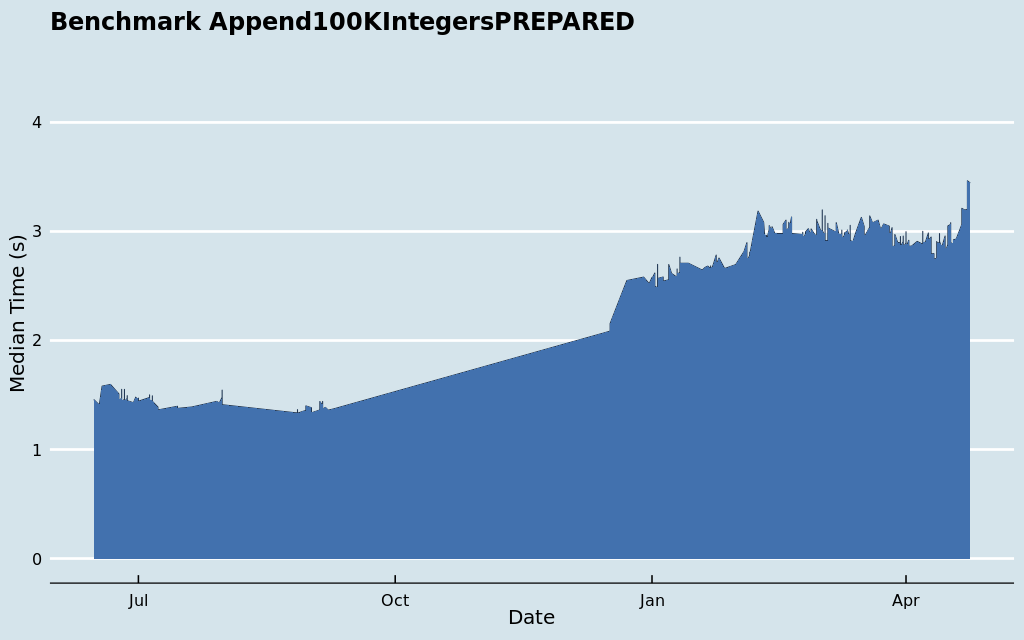 Benchmark Append100KIntegersPREPARED
4
3
2
1
0
Median Time (s)
Jul Oct Jan Apr
Date